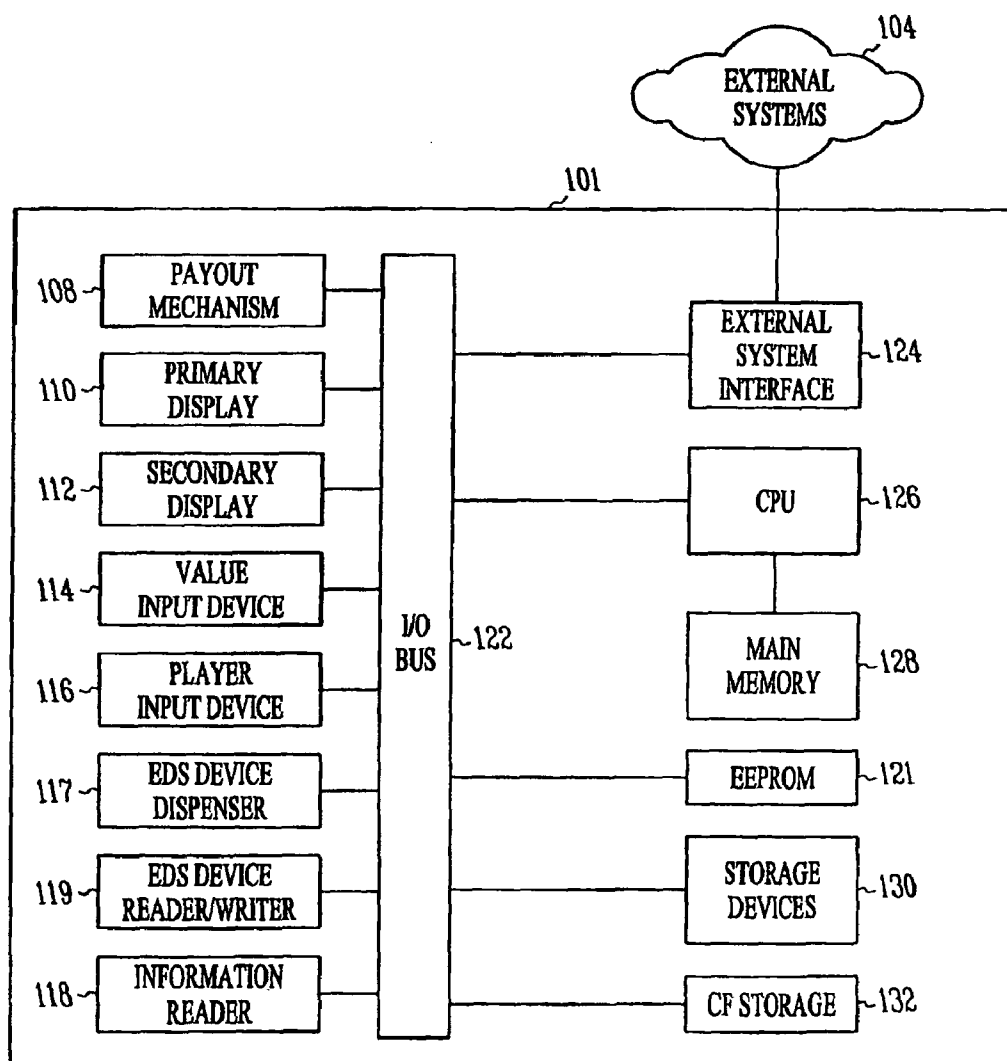 104
EXTERNAL
SYSTEMS
101
108
PAYOUT
MECHANISM
110
PRIMARY
DISPLAY
112
SECONDARY
DISPLAY
114
VALUE
INPUT DEVICE
116
PLAYER
INPUT DEVICE
117
EDS DEVICE
DISPENSER
119
EDS DEVICE
READER/WRITER
118
INFORMATION
READER
I/O
BUS
122
EXTERNAL
SYSTEM
INTERFACE
124
CPU
126
MAIN
MEMORY
128
EEPROM
121
STORAGE
DEVICES
130
CF STORAGE
132